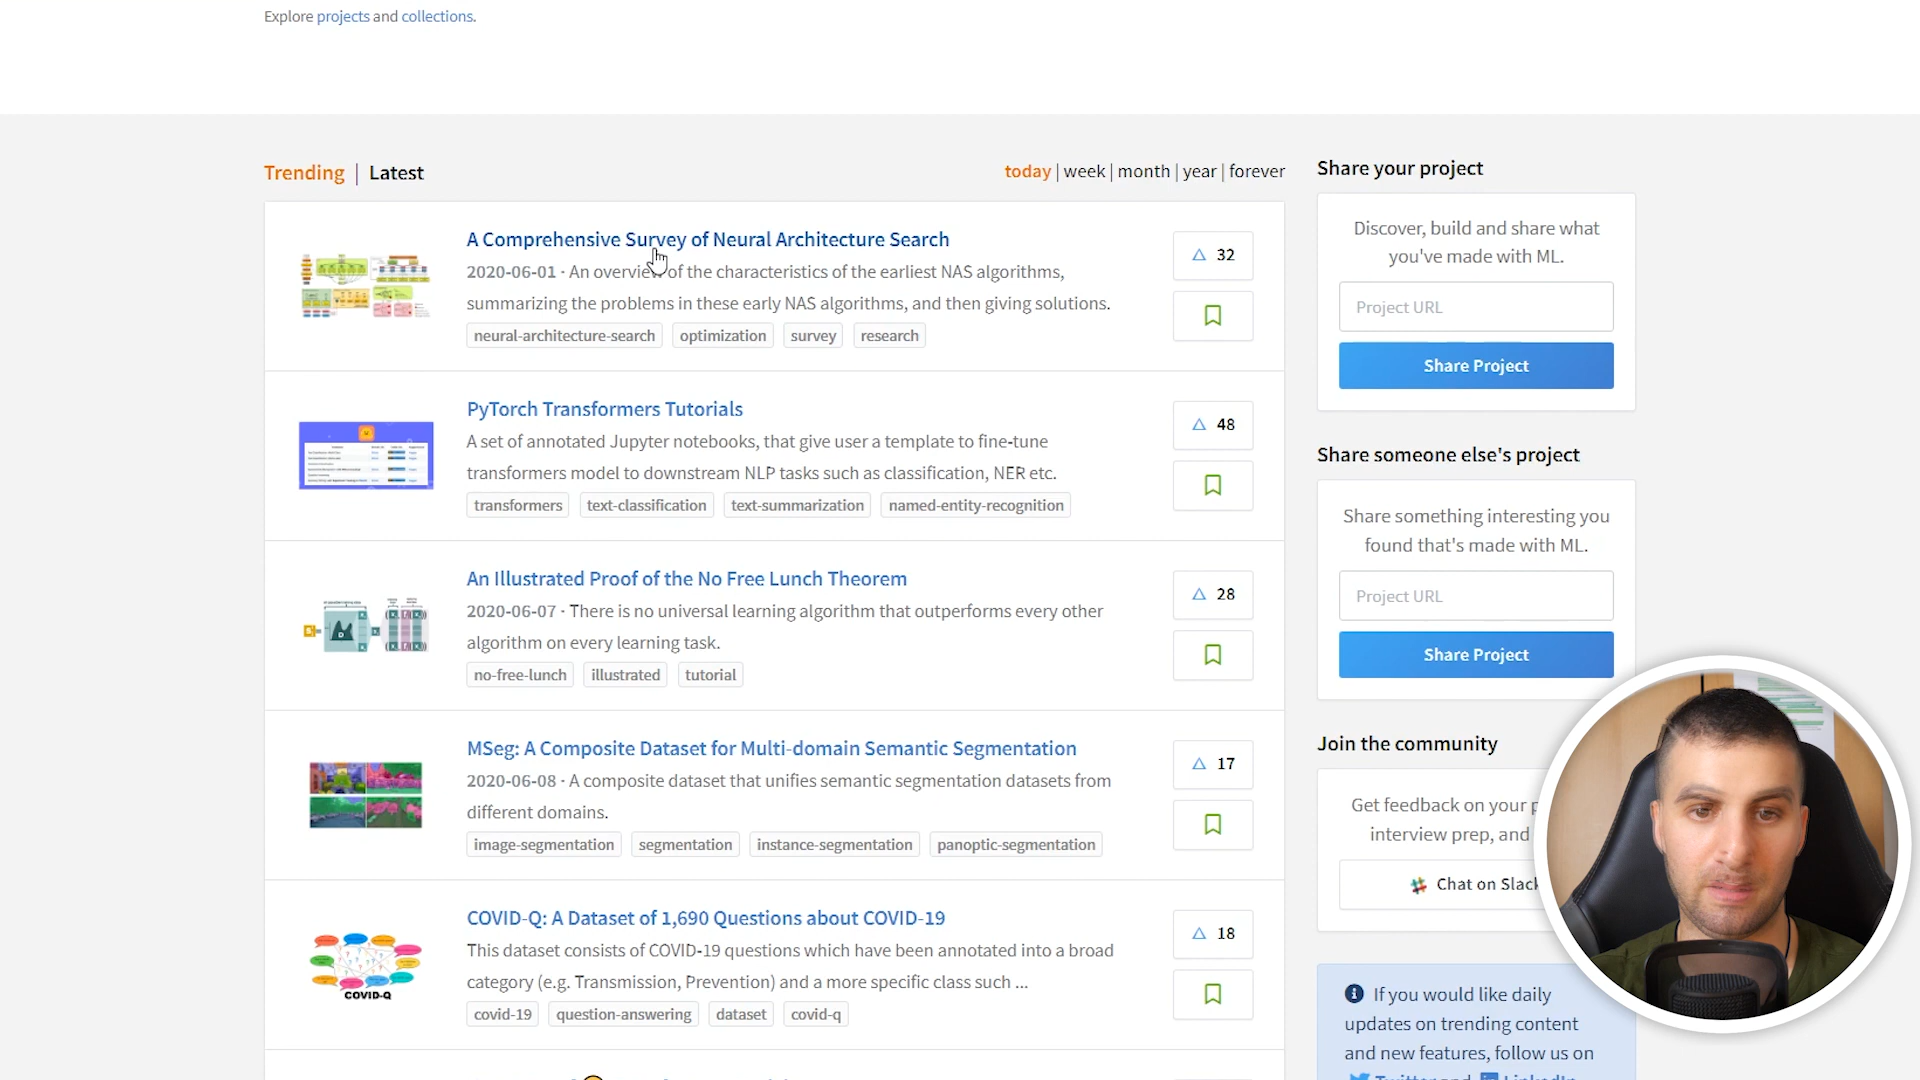 Explore projects and collections.
Trending | Latest
today | week | month | year | forever
A Comprehensive Survey of Neural Architecture Search
2020-06-01 · An overview of the characteristics of the earliest NAS algorithms,
summarizing the problems in these early NAS algorithms, and then giving solutions.
neural-architecture-search optimization survey research
32
PyTorch Transformers Tutorials
A set of annotated Jupyter notebooks, that give user a template to fine-tune
transformers model to downstream NLP tasks such as classification, NER etc.
transformers text-classification text-summarization named-entity-recognition
48
An Illustrated Proof of the No Free Lunch Theorem
2020-06-07 · There is no universal learning algorithm that outperforms every other
algorithm on every learning task.
no-free-lunch illustrated tutorial
28
MSeg: A Composite Dataset for Multi-domain Semantic Segmentation
2020-06-08 · A composite dataset that unifies semantic segmentation datasets from
different domains.
image-segmentation segmentation instance-segmentation panoptic-segmentation
17
COVID-Q
COVID-Q: A Dataset of 1,690 Questions about COVID-19
This dataset consists of COVID-19 questions which have been annotated into a broad
category (e.g. Transmission, Prevention) and a more specific class such ...
covid-19 question-answering dataset covid-q
18
Share your project
Discover, build and share what
you've made with ML.
Project URL
Share Project
Share someone else's project
Share something interesting you
found that's made with ML.
Project URL
Share Project
Join the community
Get feedback on your
interview prep, and
Chat on Slack
If you would like daily
updates on trending content
and new features, follow us on
Twitter and LinkedIn